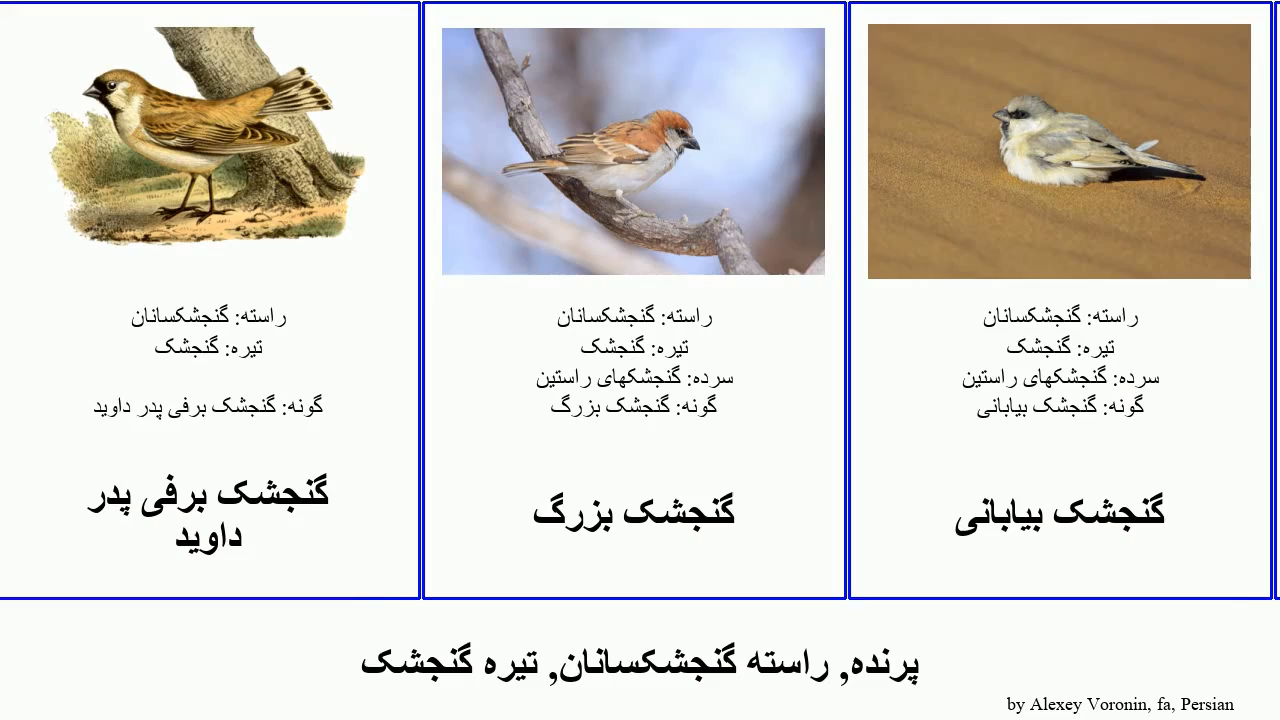 راسته: گنجشکسانان
تیره: گنجشک
گونه: گنجشک برفی پدر داوید
گنجشک برفی پدر
داوید
راسته: گنجشکسانان
تیره: گنجشک
سرده: گنجشکهای راستین
گونه: گنجشک بزرگ
گنجشک بزرگ
راسته: گنجشکسانان
تیره: گنجشک
سرده: گنجشکهای راستین
گونه: گنجشک بیابانی
گنجشک بیابانی
پرنده, راسته گنجشکسانان, تیره گنجشک
by Alexey Voronin, fa, Persian